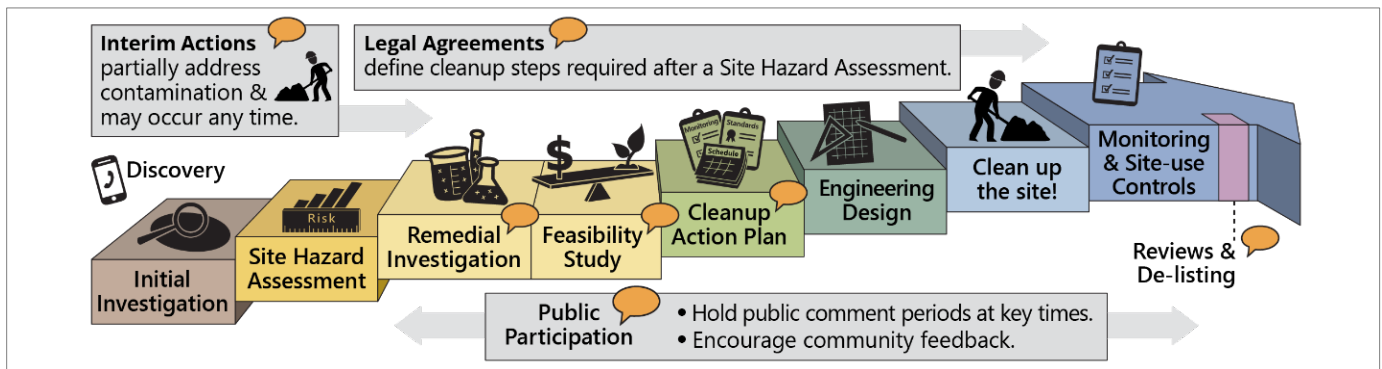 Interim Actions
partially address
contamination &
may occur any time.
Legal Agreements
define cleanup steps required after a Site Hazard Assessment.
Discovery
Initial
Investigation
Risk
Site Hazard
Assessment
Remedial
Investigation
$
Feasibility
Study
Monitoring
Standards
Schedule
Cleanup
Action Plan
Engineering
Design
Clean up
the site!
Monitoring
& Site-use
Controls
Reviews &
De-listing
Public
Participation
• Hold public comment periods at key times.
• Encourage community feedback.